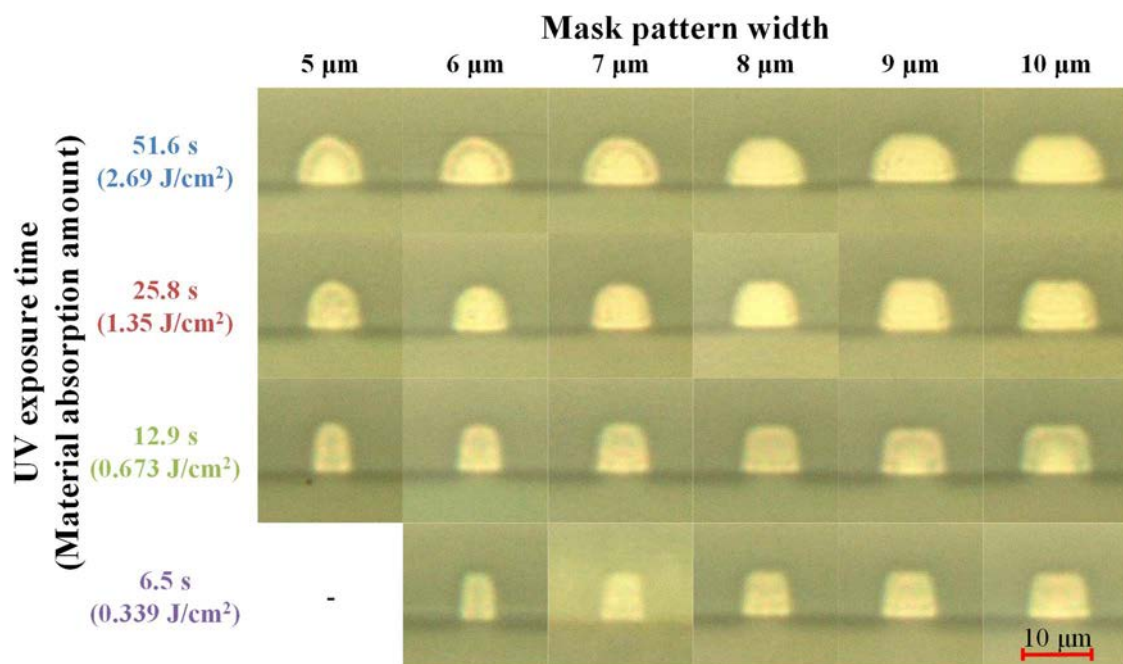 Mask pattern width
5 μm 6 μm 7 μm 8 μm 9 μm 10 μm
UV exposure time
(Material absorption amount)
51.6 s
(2.69 J/cm²)
25.8 s
(1.35 J/cm²)
12.9 s
(0.673 J/cm²)
6.5 s
(0.339 J/cm²)
-
10 μm